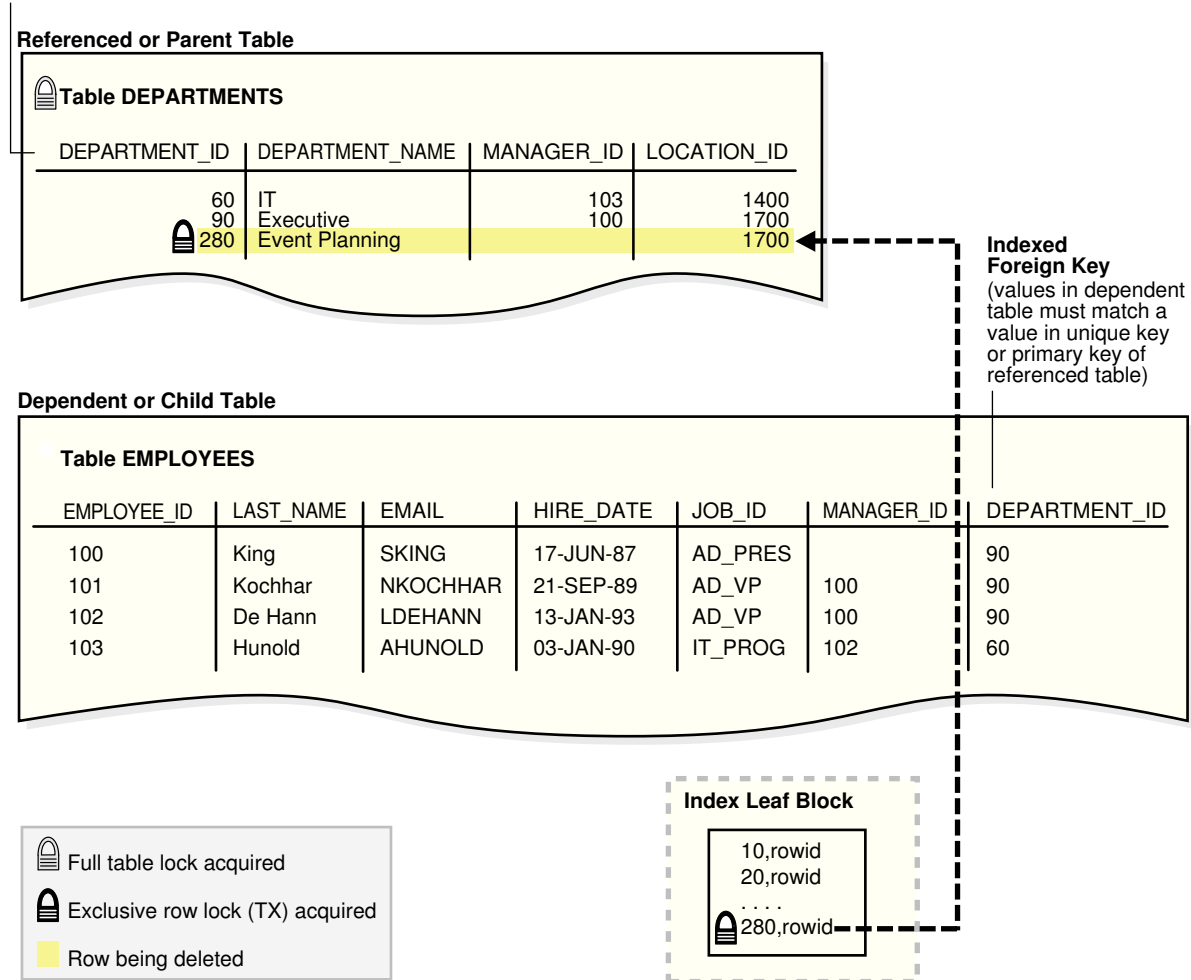 Referenced or Parent Table
Table DEPARTMENTS
DEPARTMENT_ID DEPARTMENT_NAME MANAGER_ID LOCATION_ID
60 IT 103 1400
90 Executive 100 1700
280 Event Planning 1700
Indexed
Foreign Key
(values in dependent
table must match a
value in unique key
or primary key of
referenced table)
Dependent or Child Table
Table EMPLOYEES
EMPLOYEE_ID LAST_NAME EMAIL HIRE_DATE JOB_ID MANAGER_ID DEPARTMENT_ID
100 King SKING 17-JUN-87 AD_PRES 90
101 Kochhar NKOCHHAR 21-SEP-89 AD_VP 100 90
102 De Hann LDEHANN 13-JAN-93 AD_VP 100 90
103 Hunold AHUNOLD 03-JAN-90 IT_PROG 102 60
Index Leaf Block
10,rowid
20,rowid
. . . .
280,rowid
Full table lock acquired
Exclusive row lock (TX) acquired
Row being deleted